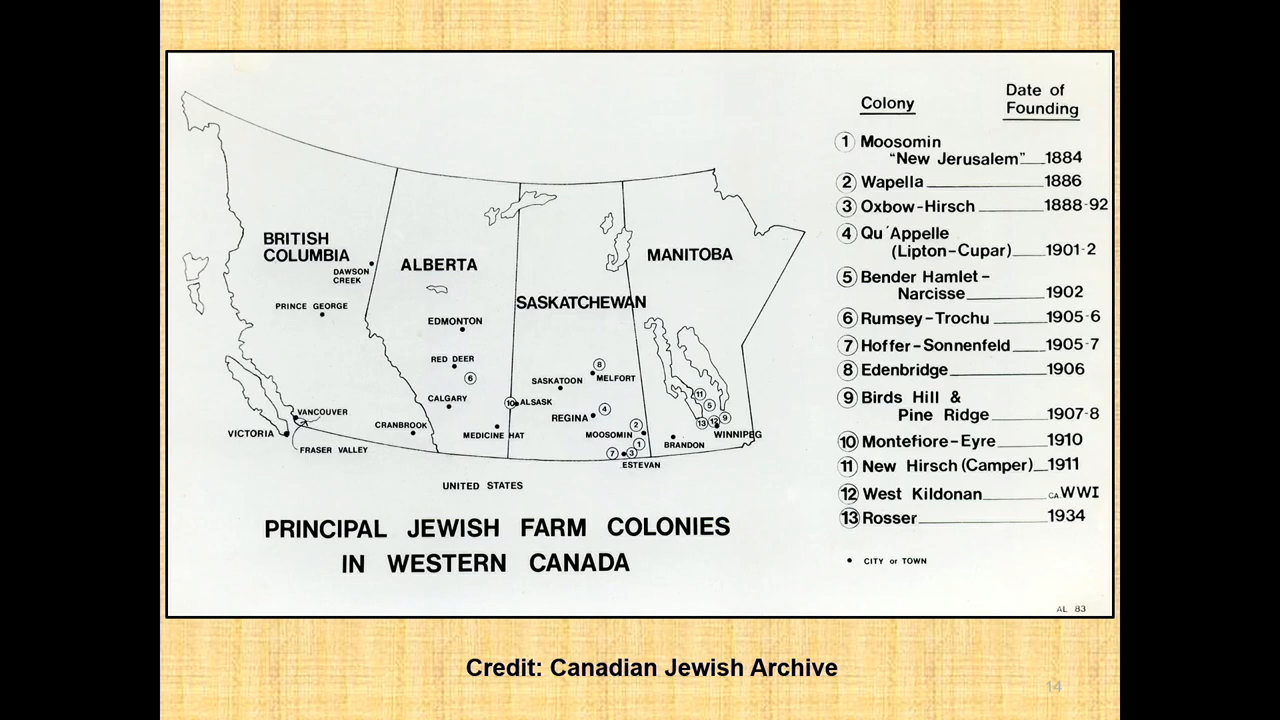 Colony
Date of
Founding
1 Moosomin
"New Jerusalem" 1884
2 Wapella 1886
3 Oxbow-Hirsch 1888-92
4 Qu'Appelle
(Lipton-Cupar) 1901-2
5 Bender Hamlet-
Narcisse 1902
6 Rumsey-Trochu 1905-6
7 Hoffer-Sonnenfeld 1905-7
8 Edenbridge 1906
9 Birds Hill &
Pine Ridge 1907-8
10 Montefiore-Eyre 1910
11 New Hirsch (Camper) 1911
12 West Kildonan CA. WWI
13 Rosser 1934
• CITY or TOWN
AL 83
BRITISH
COLUMBIA
DAWSON
CREEK
PRINCE GEORGE
VANCOUVER
VICTORIA
FRASER VALLEY
CRANBROOK
ALBERTA
EDMONTON
RED DEER
6
CALGARY
MEDICINE HAT
SASKATCHEWAN
8
MELFORT
SASKATOON
10 ALSASK
REGINA 4
2
MOOSOMIN
1
7 3
ESTEVAN
MANITOBA
11
5
13 12 9
WINNIPEG
BRANDON
UNITED STATES
PRINCIPAL JEWISH FARM COLONIES
IN WESTERN CANADA
Credit: Canadian Jewish Archive
14